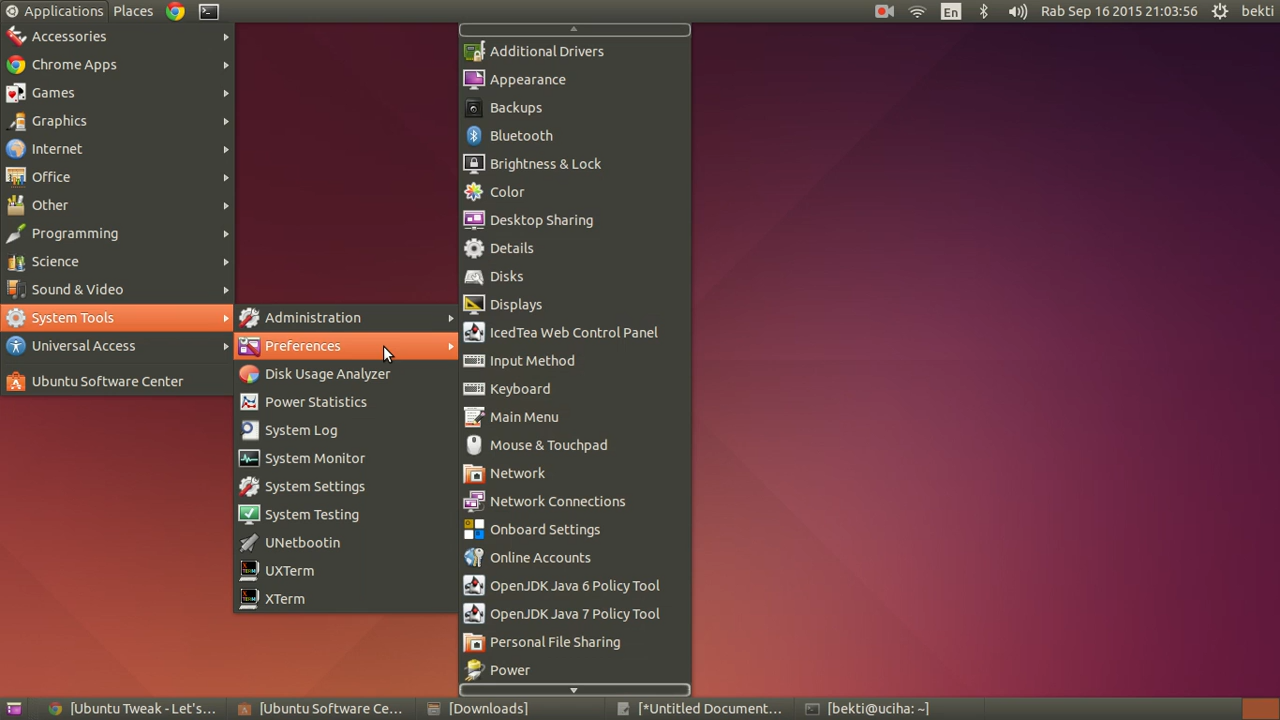 Applications Places En Rab Sep 16 2015 21:03:56 bekti
Accessories
Chrome Apps
Games
Graphics
Internet
Office
Other
Programming
Science
Sound & Video
System Tools
Universal Access
Ubuntu Software Center
Administration
Preferences
Disk Usage Analyzer
Power Statistics
System Log
System Monitor
System Settings
System Testing
UNetbootin
UXTerm
XTerm
Additional Drivers
Appearance
Backups
Bluetooth
Brightness & Lock
Color
Desktop Sharing
Details
Disks
Displays
IcedTea Web Control Panel
Input Method
Keyboard
Main Menu
Mouse & Touchpad
Network
Network Connections
Onboard Settings
Online Accounts
OpenJDK Java 6 Policy Tool
OpenJDK Java 7 Policy Tool
Personal File Sharing
Power
[Ubuntu Tweak - Let's... [Ubuntu Software Ce... [Downloads] [*Untitled Document... [bekti@uciha: ~]